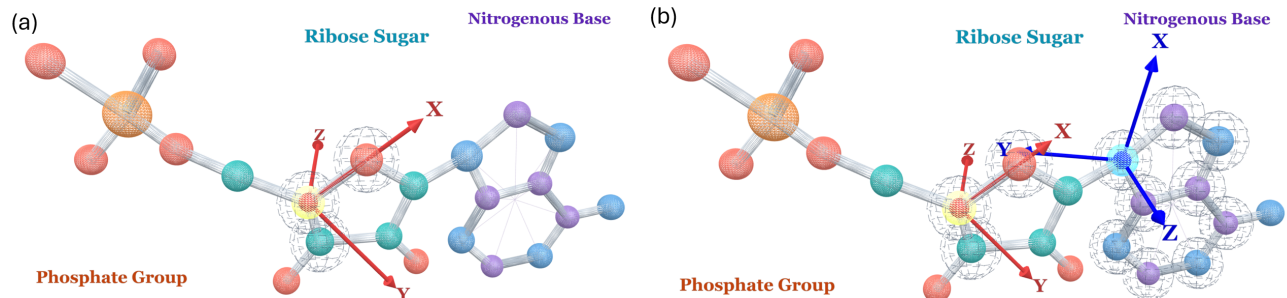 (a)
Nitrogenous Base
Ribose Sugar
X
Z
Y
Phosphate Group
(b)
Nitrogenous Base
Ribose Sugar
X
X
Z
Y
Z
Y
Phosphate Group